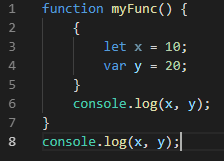 1 function myFunc() {
2     {
3         let x = 10;
4         var y = 20;
5     }
6     console.log(x, y);
7 }
8 console.log(x, y);